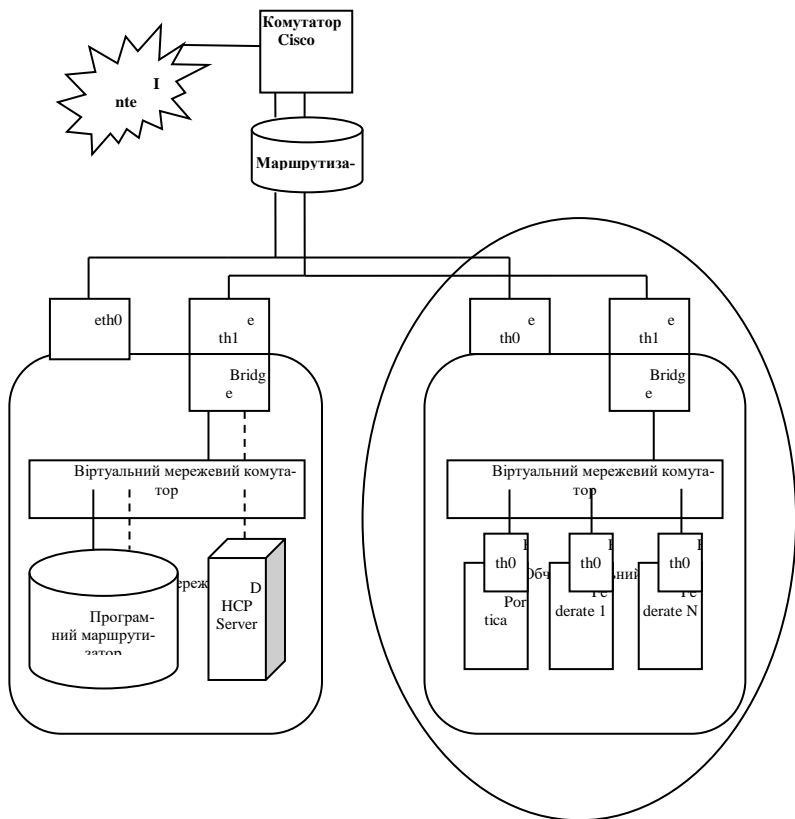 Комутатор
Cisco
I
nte
Маршрутиза-
eth0
e
th1
e
th0
e
th1
Bridg
e
Bridg
e
Віртуальний мережевий комута-
тор
Віртуальний мережевий комута-
тор
Програм-
ний маршрути-
затор
D
HCP
Server
th0
th0
th0
Por
tica
derate 1
derate N